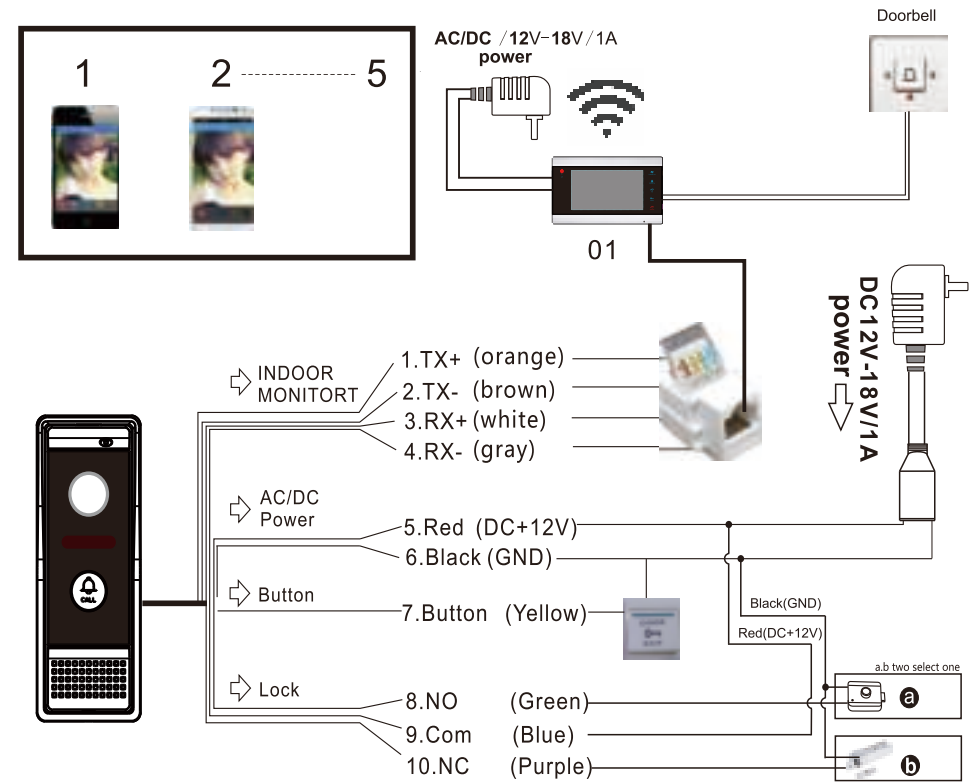 Doorbell
1
2
5
AC/DC /12V-18V/1A
power
01
DC12V-18V/1A
power
INDOOR
MONITORT
1.TX+ (orange)
2.TX- (brown)
3.RX+ (white)
4.RX- (gray)
AC/DC
Power
5.Red (DC+12V)
6.Black (GND)
Button
7.Button (Yellow)
CALL
Black(GND)
Red(DC+12V)
a.b two select one
Lock
8.NO (Green)
9.Com (Blue)
10.NC (Purple)
a
b